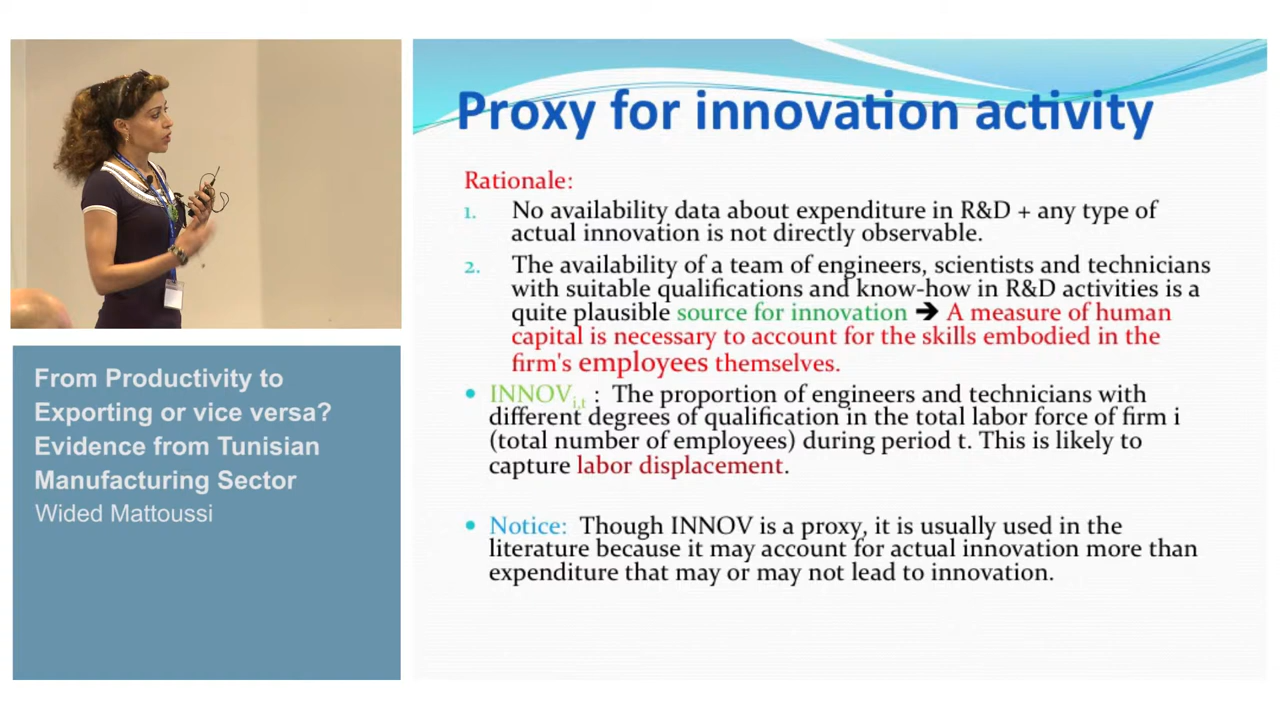 From Productivity to
Exporting or vice versa?
Evidence from Tunisian
Manufacturing Sector
Wided Mattoussi
Proxy for innovation activity
Rationale:
1. No availability data about expenditure in R&D + any type of
actual innovation is not directly observable.
2. The availability of a team of engineers, scientists and technicians
with suitable qualifications and know-how in R&D activities is a
quite plausible source for innovation ➔ A measure of human
capital is necessary to account for the skills embodied in the
firm's employees themselves.
• INNOVi,t : The proportion of engineers and technicians with
different degrees of qualification in the total labor force of firm i
(total number of employees) during period t. This is likely to
capture labor displacement.
• Notice: Though INNOV is a proxy, it is usually used in the
literature because it may account for actual innovation more than
expenditure that may or may not lead to innovation.